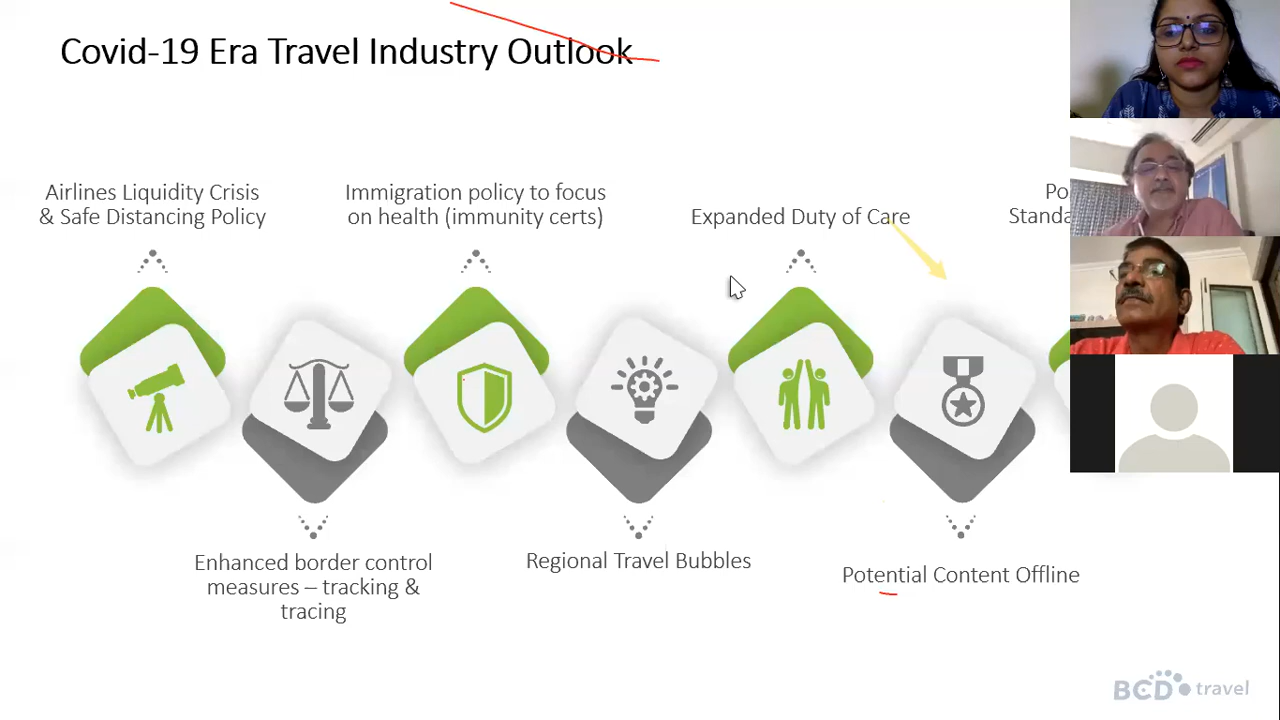 Covid-19 Era Travel Industry Outlook
Airlines Liquidity Crisis
& Safe Distancing Policy
Immigration policy to focus
on health (immunity certs)
Expanded Duty of Care
Enhanced border control
measures – tracking &
tracing
Regional Travel Bubbles
Potential Content Offline
BCD travel